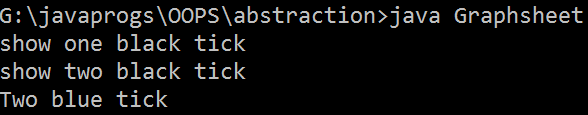 G:\javaprogs\OOPS\abstraction>java Graphsheet
show one black tick
show two black tick
Two blue tick